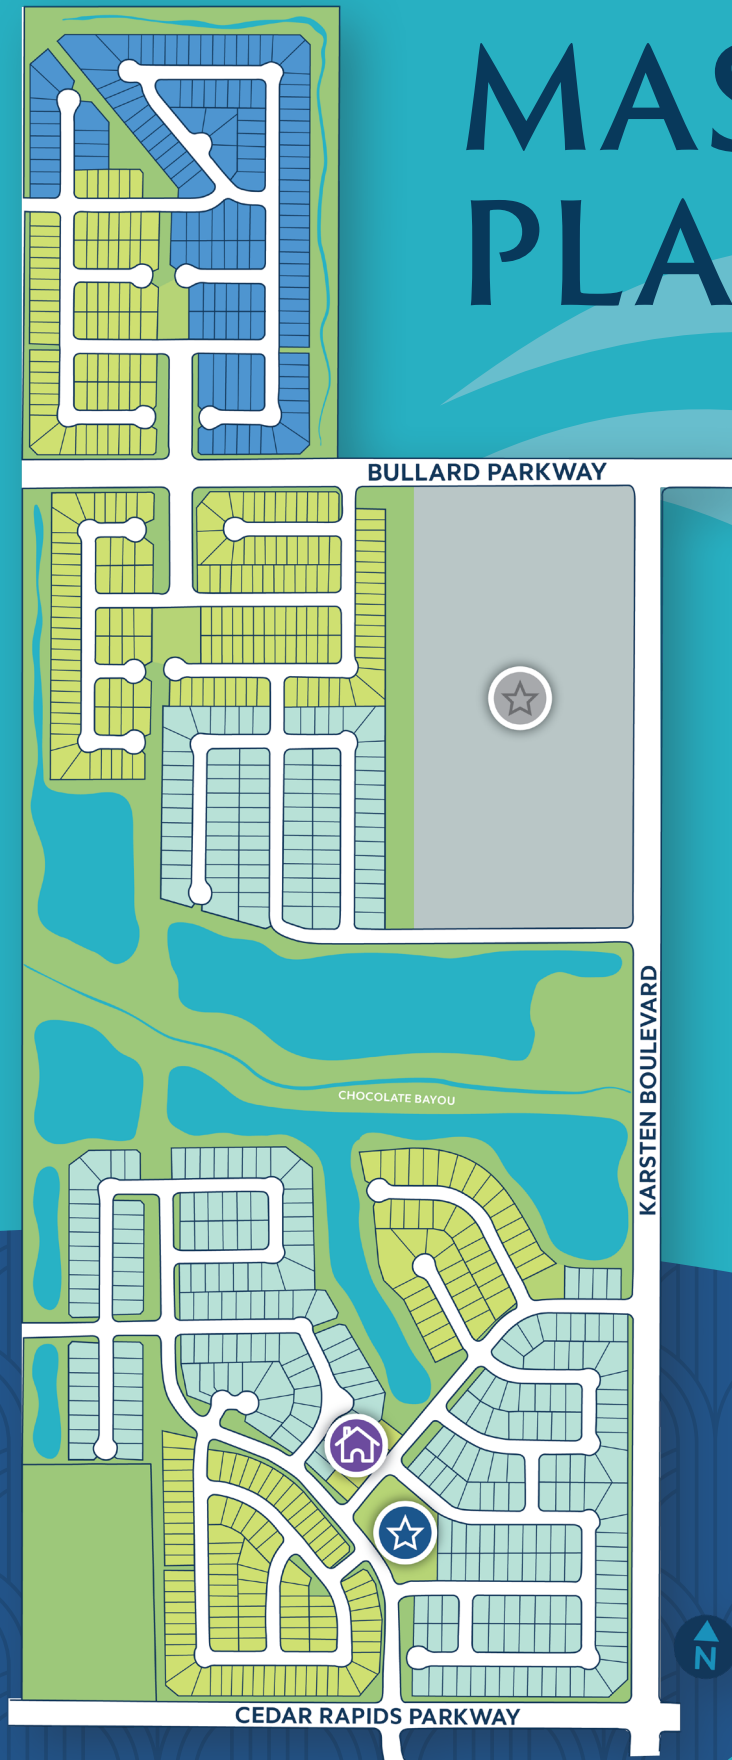 MAS
PLA
BULLARD PARKWAY
KARSTEN BOULEVARD
CHOCOLATE BAYOU
CEDAR RAPIDS PARKWAY
N